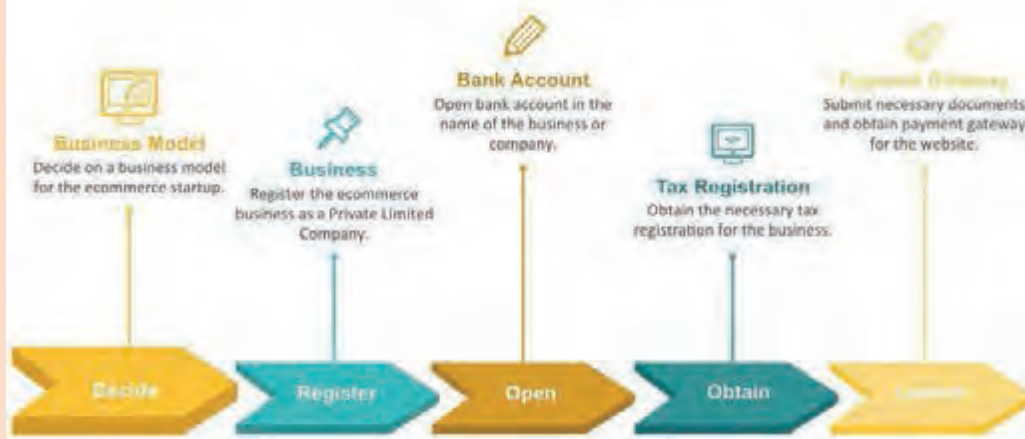 Business Model
Decide on a business model
for the ecommerce startup.
Business
Register the ecommerce
business as a Private Limited
Company.
Bank Account
Open bank account in the
name of the business or
company.
Tax Registration
Obtain the necessary tax
registration for the business.
Payment Gateway
Submit necessary documents
and obtain payment gateway
for the website.
Decide
Register
Open
Obtain